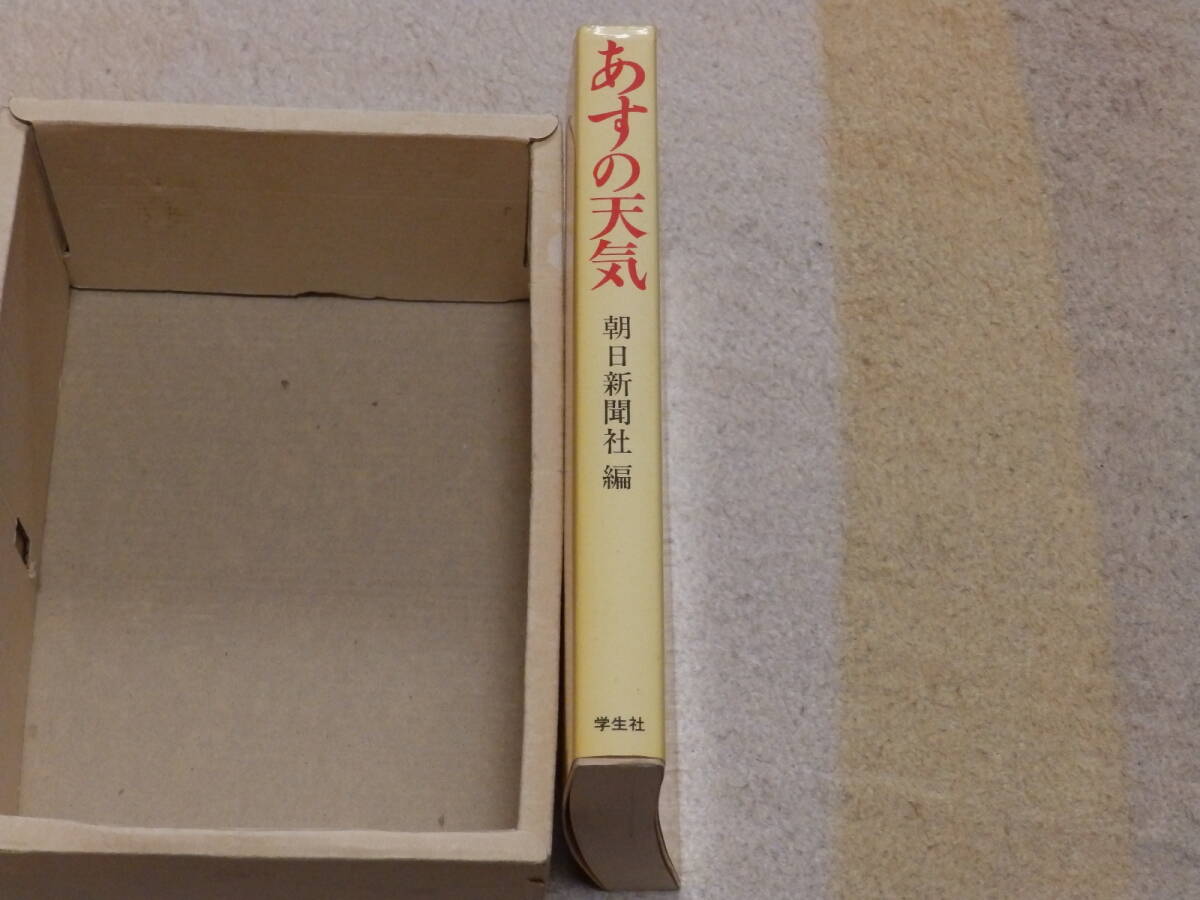 あすの天気
朝日新聞社 編
学生社